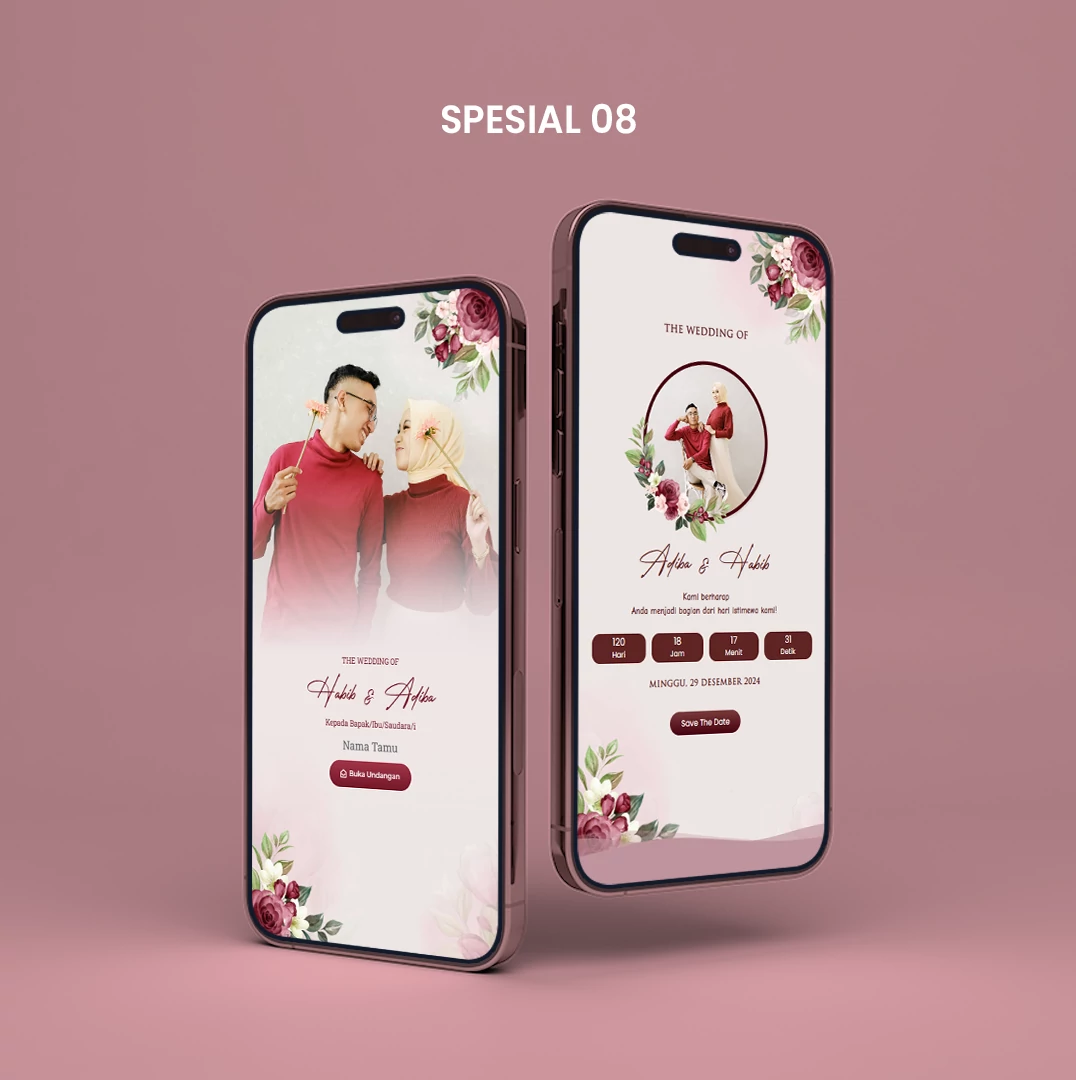 SPESIAL 08
THE WEDDING OF
Habib & Adiba
Kepada Bapak/Ibu/Saudara/i
Nama Tamu
Buka Undangan
THE WEDDING OF
Adiba & Habib
Kami berharap
Anda menjadi bagian dari hari istimewa kami!
120 18 17 31
Hari Jam Menit Detik
MINGGU, 29 DESEMBER 2024
Save The Date